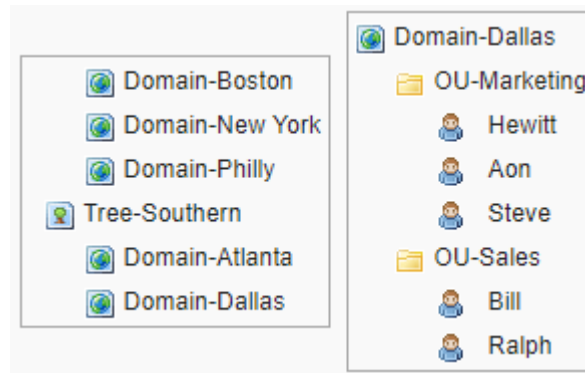 Domain-Boston
Domain-New York
Domain-Philly
Tree-Southern
Domain-Atlanta
Domain-Dallas
Domain-Dallas
OU-Marketing
Hewitt
Aon
Steve
OU-Sales
Bill
Ralph